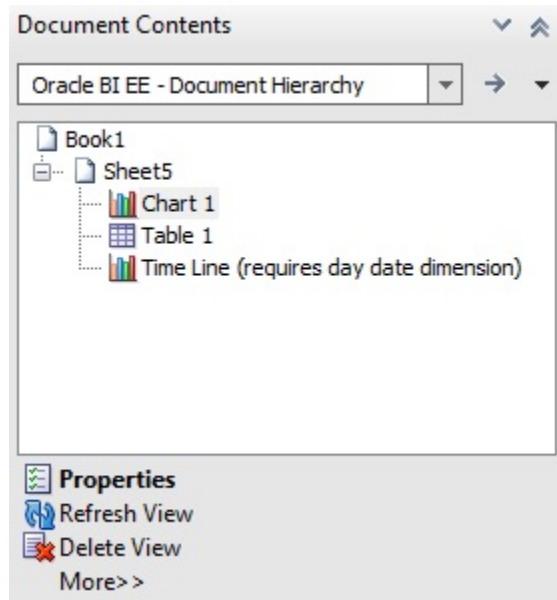 Document Contents
Oracle BI EE - Document Hierarchy
Book1
Sheet5
Chart 1
Table 1
Time Line (requires day date dimension)
Properties
Refresh View
Delete View
More>>